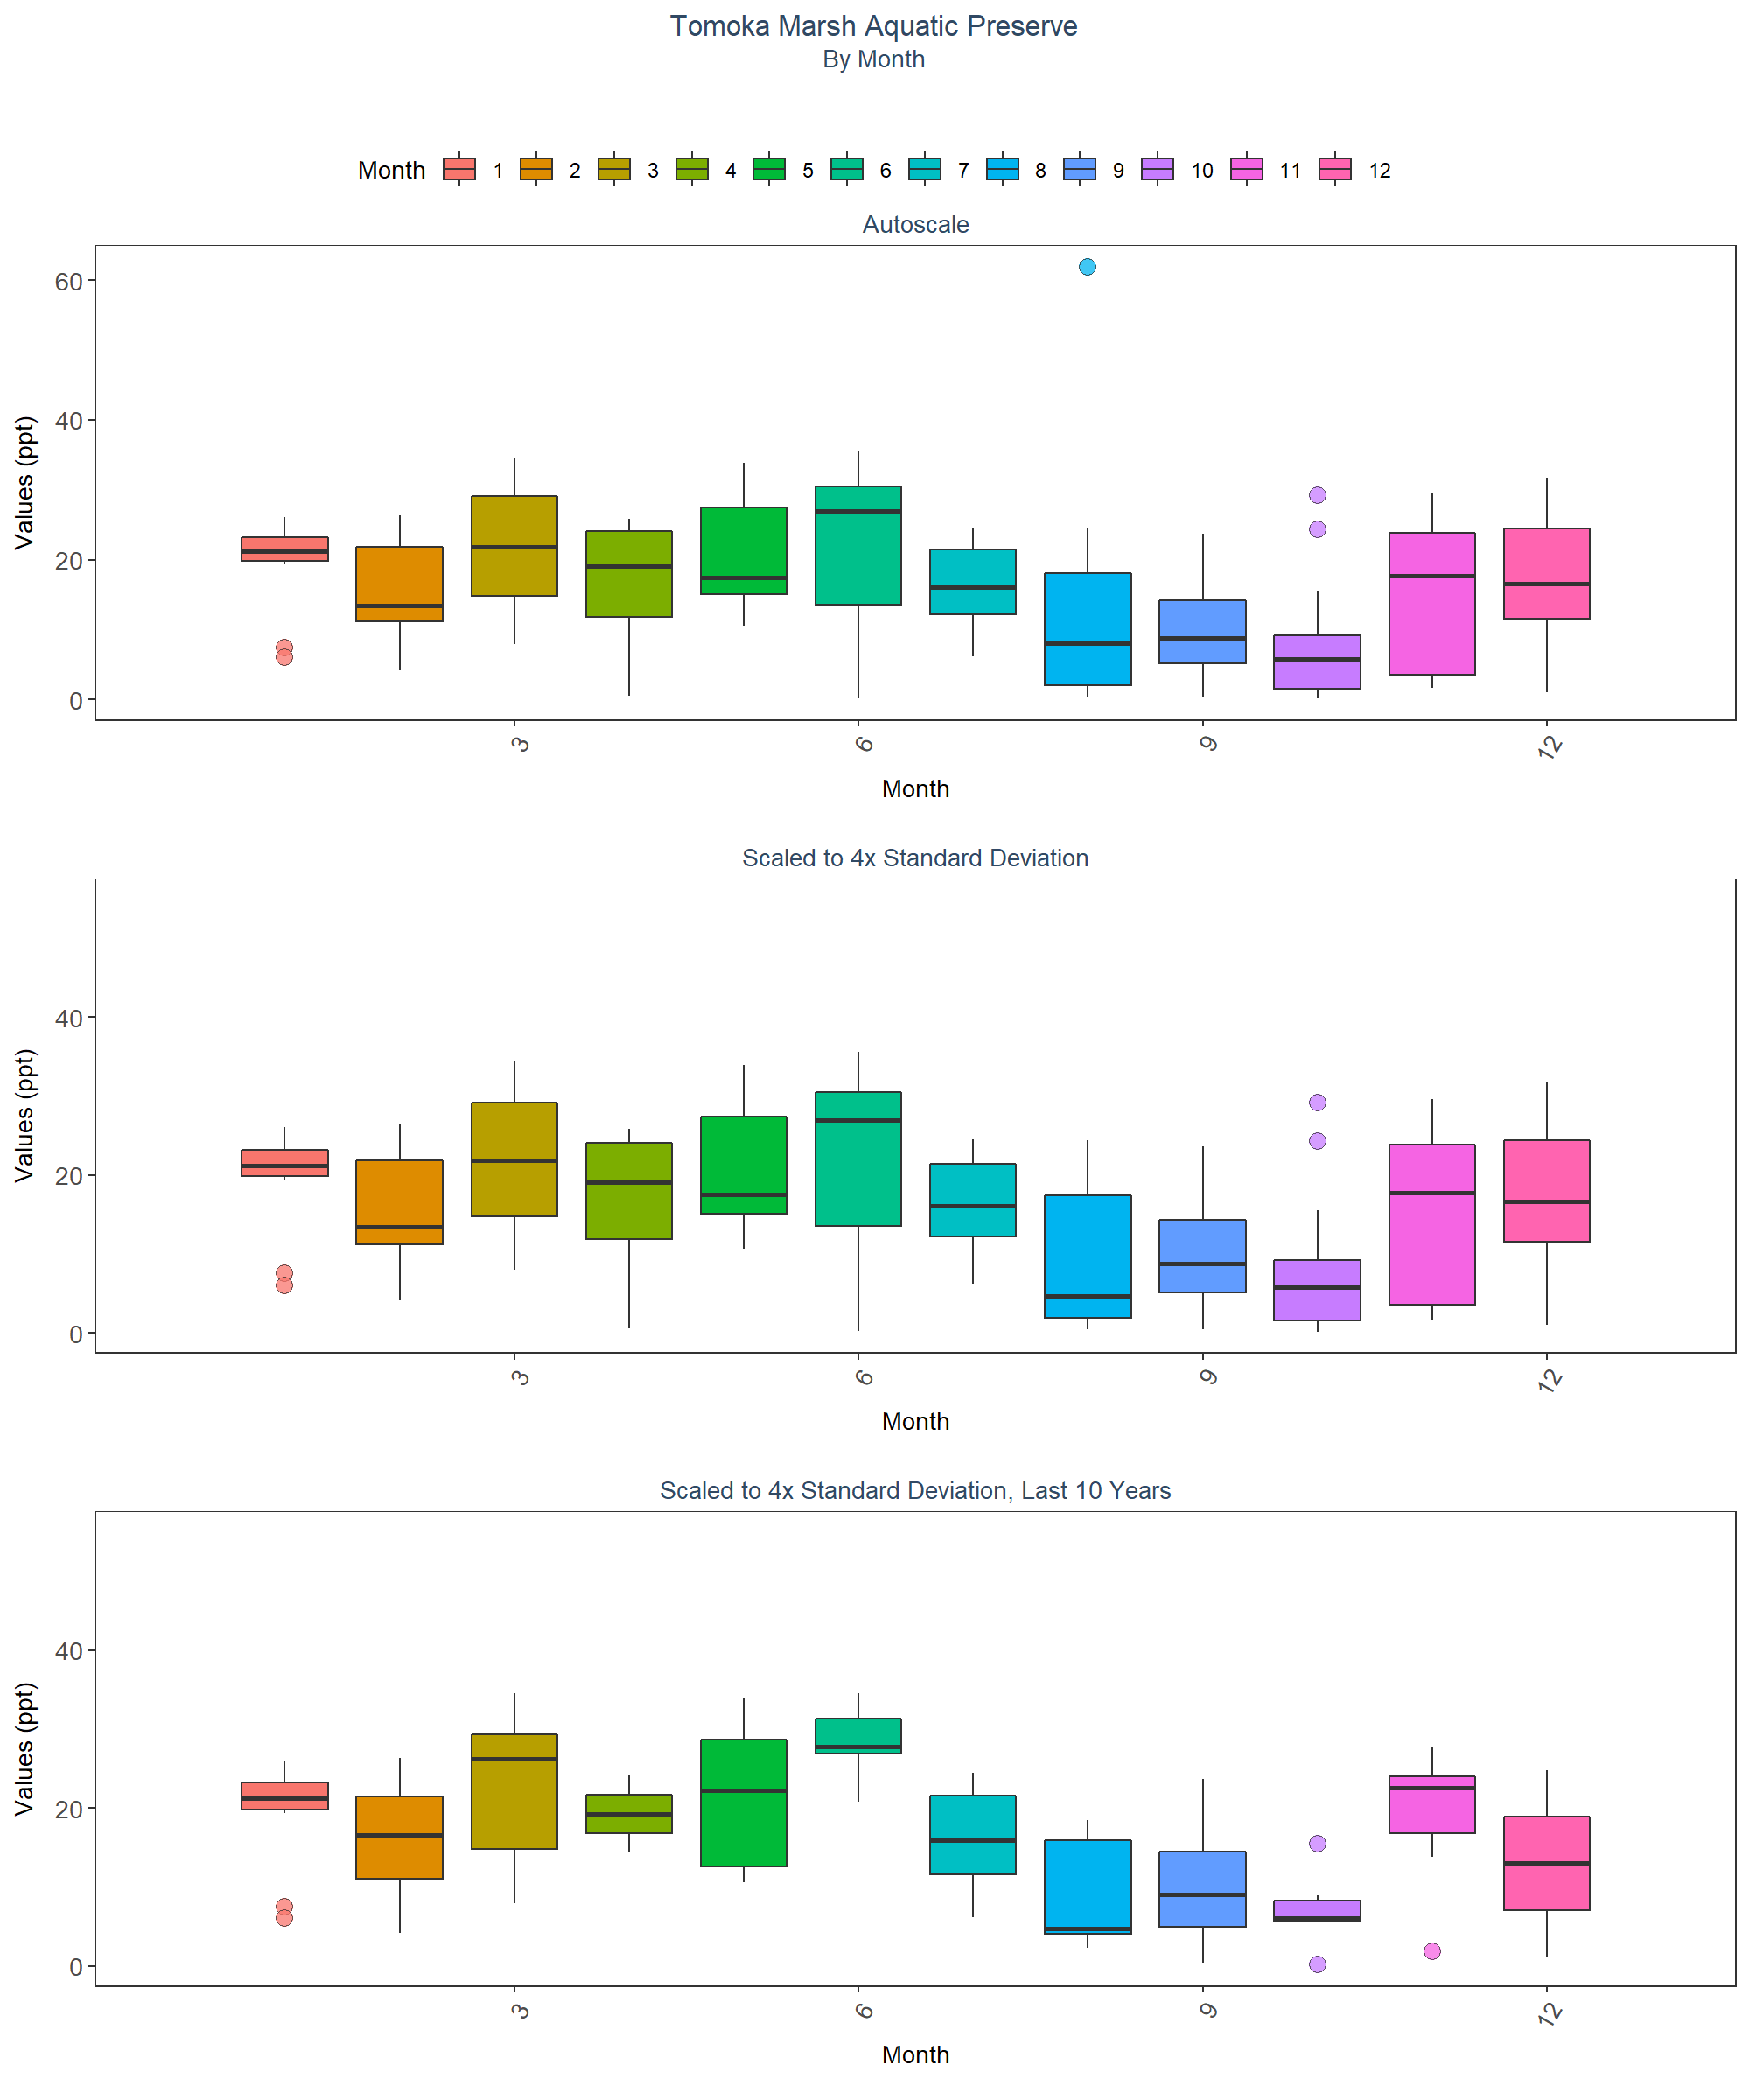 Tomoka Marsh Aquatic Preserve
By Month
Month 1 2 3 4 5 6 7 8 9 10 11 12
Autoscale
Values (ppt)
60
40
20
0
3 6 9 12
Month
Scaled to 4x Standard Deviation
Values (ppt)
40
20
0
3 6 9 12
Month
Scaled to 4x Standard Deviation, Last 10 Years
Values (ppt)
40
20
0
3 6 9 12
Month